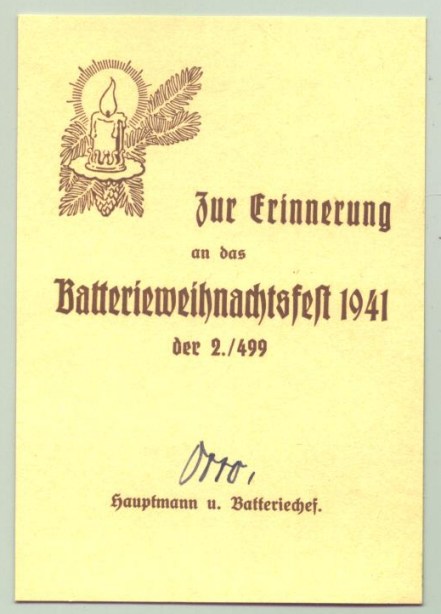 Zur Erinnerung
an das
Batterieweihnachtsfest 1941
der 2./499
Otto,
Hauptmann u. Batteriechef.